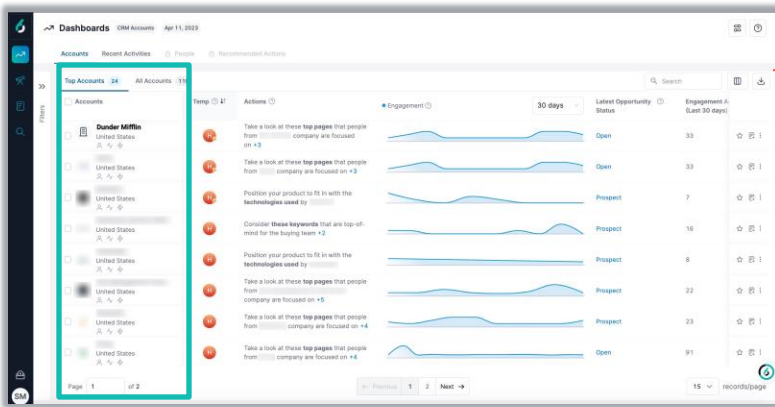 Dashboards CRM Accounts Apr 11, 2023
Accounts Recent Activities People Recommended Actions
Top Accounts 24 All Accounts
Search
Filters
Accounts Temp Actions Engagement 30 days Latest Opportunity Status Engagement
(Last 30 days)
Dunder Mifflin
United States
H
Take a look at these top pages that people
from company are focused
on +3
Open 33
United States
H
Take a look at these top pages that people
from company are focused on +3
Open 33
United States
H
Position your product to fit in with the
technologies used by
Prospect 7
United States
H
Consider these keywords that are top-of-
mind for the buying team +2
Prospect 16
United States
H
Position your product to fit in with the
technologies used by
Prospect 8
United States
H
Take a look at these top pages that people
from
company are focused on +5
Prospect 22
United States
H
Take a look at these top pages that people
from company are focused on +4
Prospect 23
United States
H
Take a look at these top pages that people
from company are focused on +4
Open 91
Page 1 of 2
← Previous 1 2 Next →
15 records/page
SM